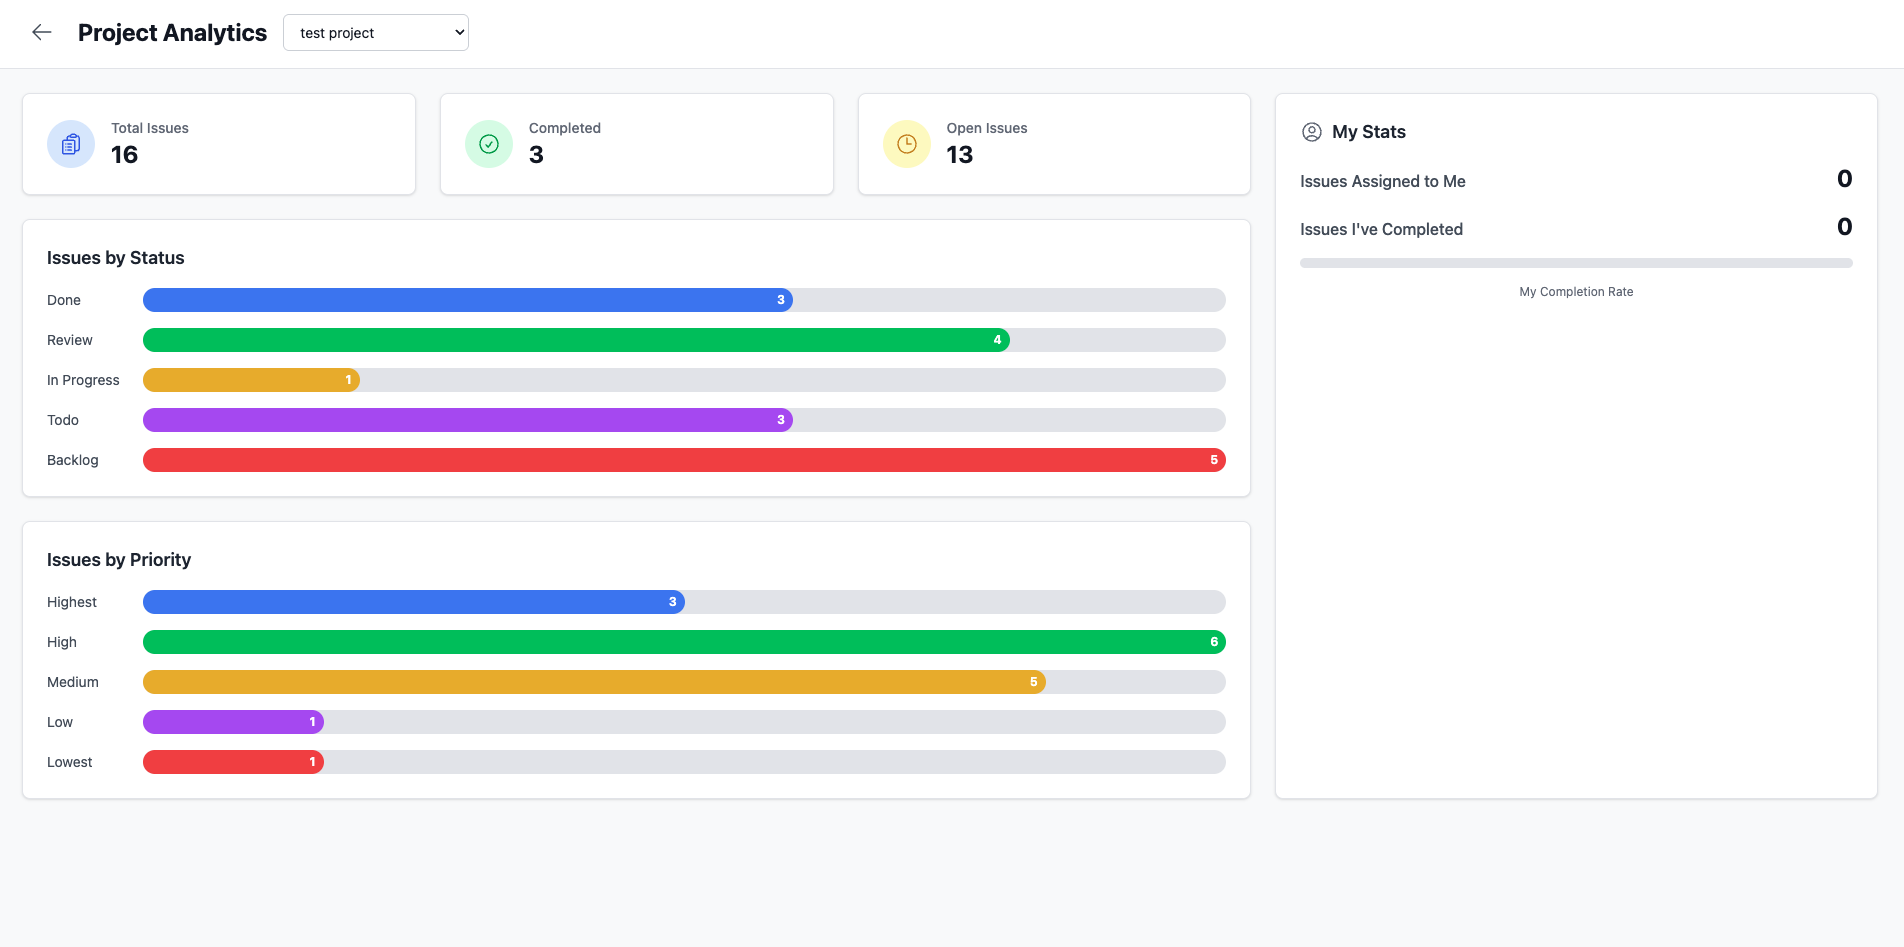 Project Analytics
test project
Total Issues
16
Completed
3
Open Issues
13
Issues by Status
Done 3
Review 4
In Progress 1
Todo 3
Backlog 5
Issues by Priority
Highest 3
High 6
Medium 5
Low 1
Lowest 1
My Stats
Issues Assigned to Me 0
Issues I've Completed 0
My Completion Rate